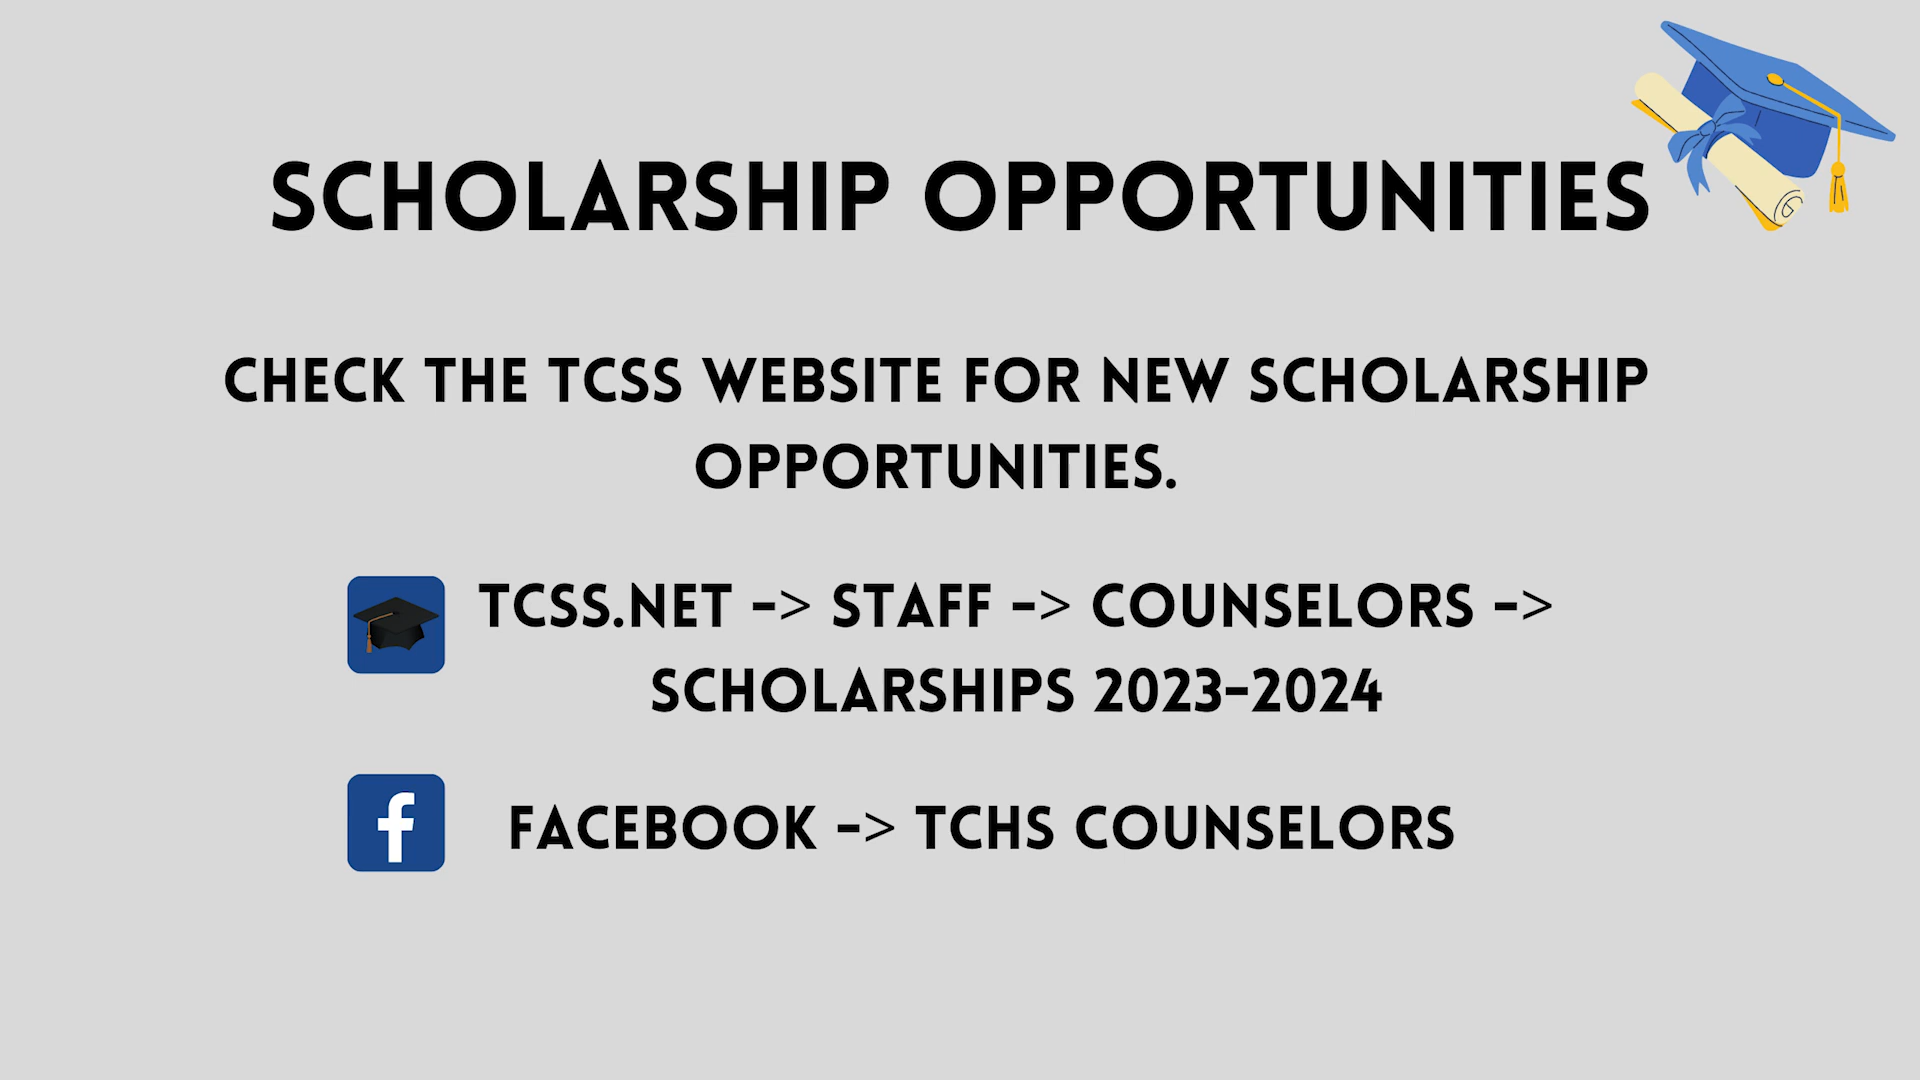 SCHOLARSHIP OPPORTUNITIES
CHECK THE TCSS WEBSITE FOR NEW SCHOLARSHIP
OPPORTUNITIES.
TCSS.NET -> STAFF -> COUNSELORS ->
SCHOLARSHIPS 2023-2024
f
FACEBOOK -> TCHS COUNSELORS